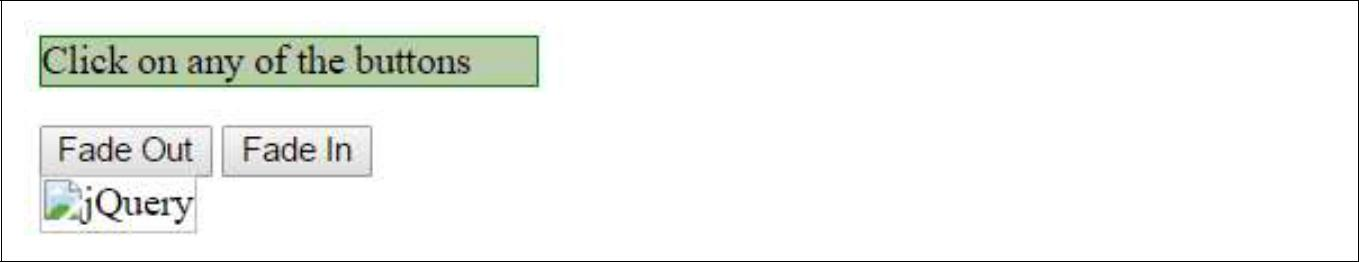 Click on any of the buttons
Fade Out Fade In
jQuery